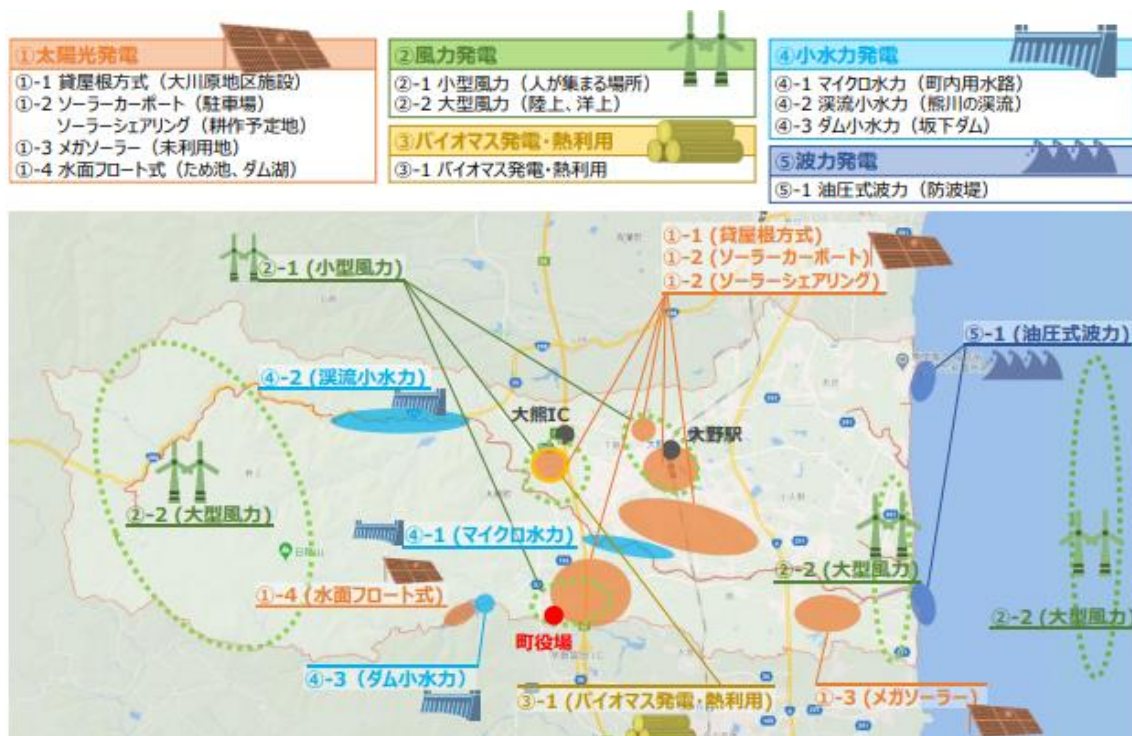 ①太陽光発電
①-1 貸屋根方式（大川原地区施設）
①-2 ソーラーカーポート（駐車場）
ソーラーシェアリング（耕作予定地）
①-3 メガソーラー（未利用地）
①-4 水面フロート式（ため池、ダム湖）
②風力発電
②-1 小型風力（人が集まる場所）
②-2 大型風力（陸上、洋上）
③バイオマス発電・熱利用
③-1 バイオマス発電・熱利用
④小水力発電
④-1 マイクロ水力（町内用水路）
④-2 渓流小水力（熊川の渓流）
④-3 ダム小水力（坂下ダム）
⑤波力発電
⑤-1 油圧式波力（防波堤）
①-1 (貸屋根方式)
①-2 (ソーラーカーポート)
①-2 (ソーラーシェアリング)
②-1 (小型風力)
⑤-1 (油圧式波力)
④-2 (渓流小水力)
大熊IC
大野駅
②-2 (大型風力)
④-1 (マイクロ水力)
②-2 (大型風力)
①-4 (水面フロート式)
②-2 (大型風力)
町役場
④-3（ダム小水力）
③-1 (バイオマス発電・熱利用)
①-3 (メガソーラー)